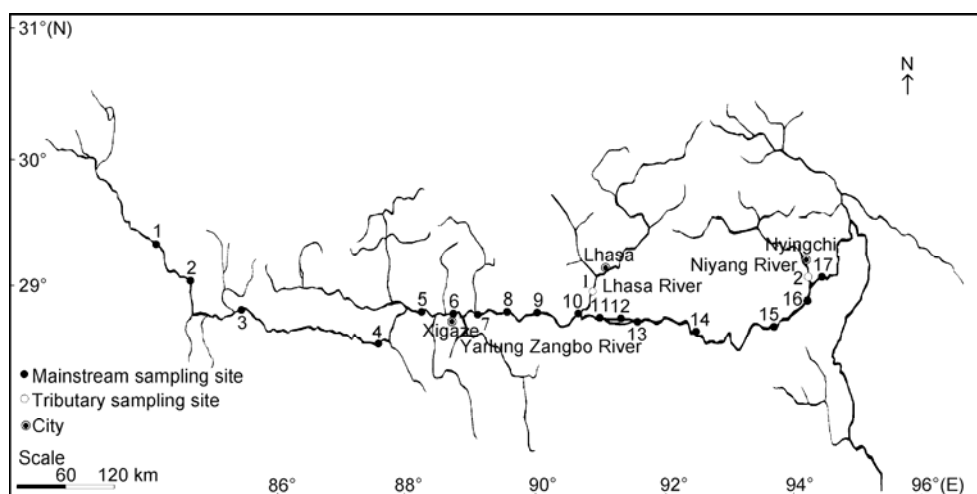 31°(N)
N
30°
29°
1
2
3
4
5
6
7
8
9
10
1112
13
14
15
16
17
Lhasa
1
Lhasa River
Nyingchi
Niyang River
2
Xigaze
Yarlung Zangbo River
Mainstream sampling site
Tributary sampling site
City
Scale
60 120 km
86° 88° 90° 92° 94° 96°(E)